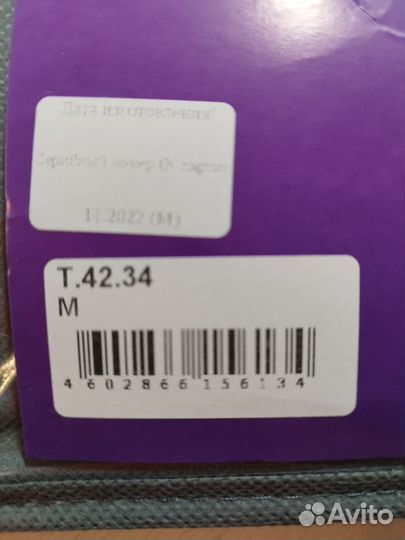 Дата изготовления
Серийный номер (№ партии
11.2022 (М)
Т.42.34
М
4 602866 156134
Avito